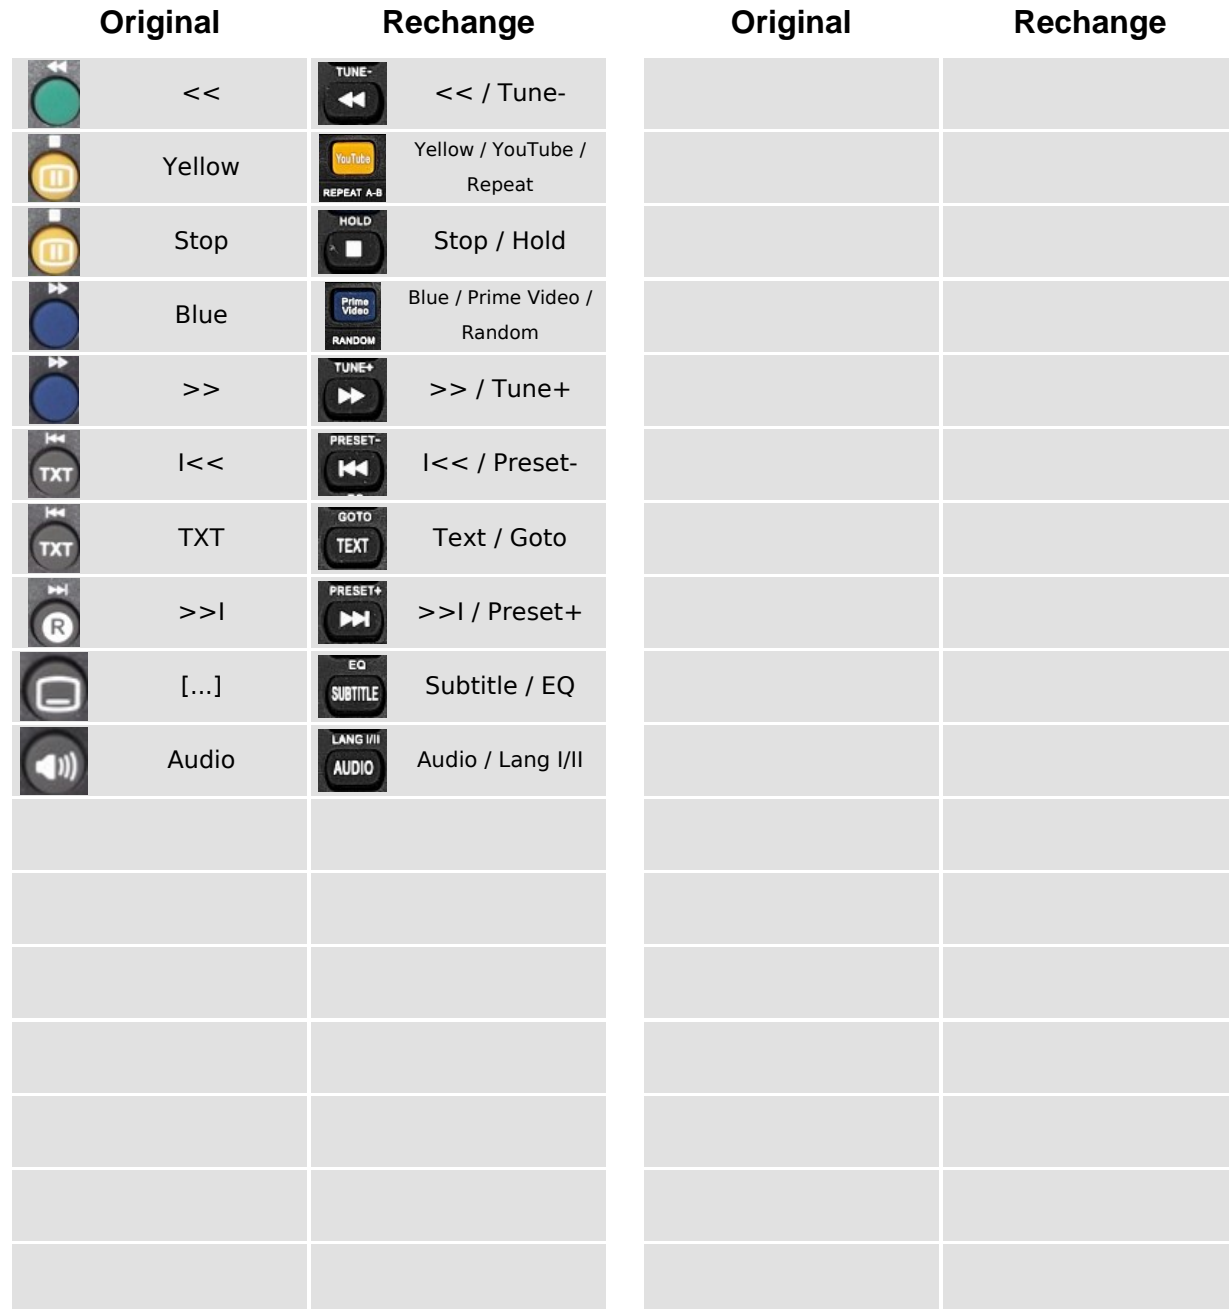 Original Rechange Original Rechange
<< TUNE- << / Tune-
Yellow YouTube REPEAT A-B Yellow / YouTube /
Repeat
Stop HOLD Stop / Hold
Blue Prime Video RANDOM Blue / Prime Video /
Random
>> TUNE+ >> / Tune+
TXT I<< PRESET- I<< / Preset-
TXT TXT GOTO TEXT Text / Goto
R >>I PRESET+ >>I / Preset+
[...] EQ SUBTITLE Subtitle / EQ
Audio LANG I/II AUDIO Audio / Lang I/II